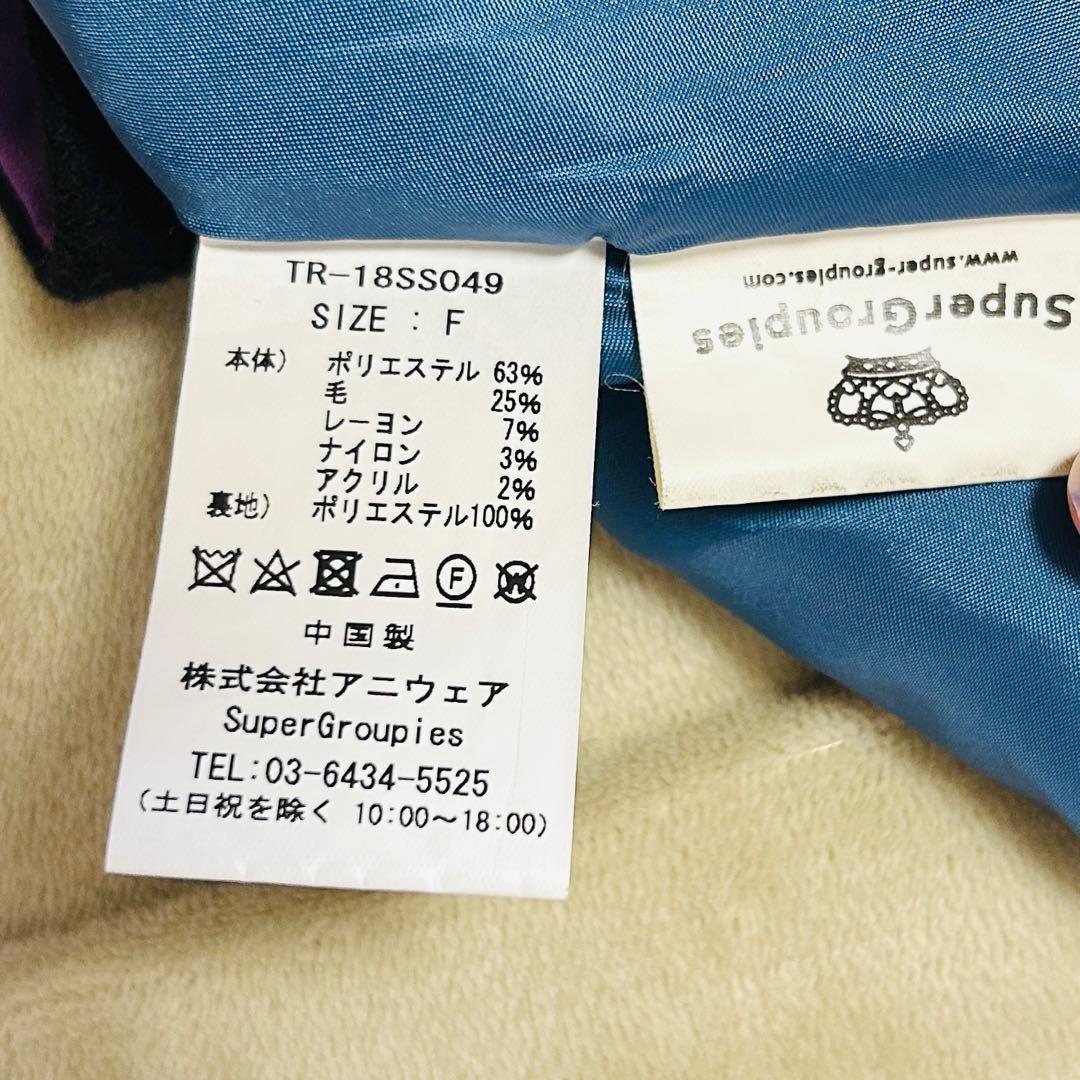 TR-18SS049
SIZE : F
本体) ポリエステル 63%
毛 25%
レーヨン 7%
ナイロン 3%
アクリル 2%
裏地) ポリエステル100%
F
W
中国製
株式会社アニウェア
SuperGroupies
TEL:03-6434-5525
(土日祝を除く 10:00〜18:00)
SuperGroupies
www.super-groupies.com